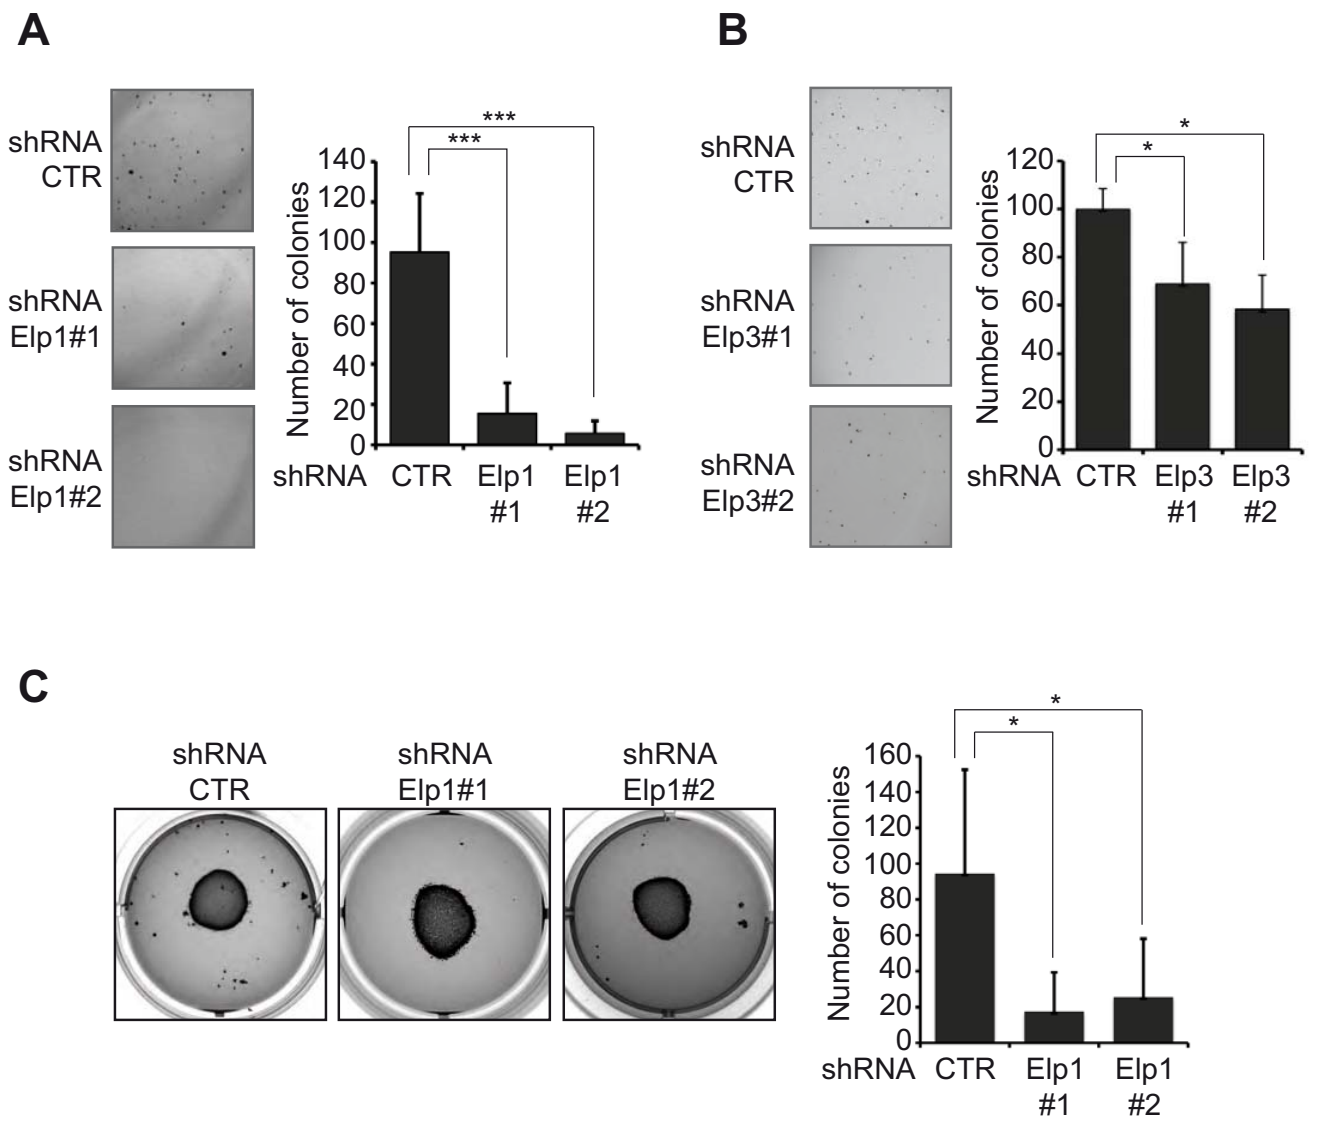 A
shRNA
CTR
shRNA
Elp1#1
shRNA
Elp1#2
Number of colonies
***
***
140
120
100
80
60
40
20
0
shRNA CTR Elp1 Elp1
#1 #2
B
shRNA
CTR
shRNA
Elp3#1
shRNA
Elp3#2
Number of colonies
*
*
120
100
80
60
40
20
0
shRNA CTR Elp3 Elp3
#1 #2
C
shRNA shRNA shRNA
CTR Elp1#1 Elp1#2
Number of colonies
*
*
160
140
120
100
80
60
40
20
0
shRNA CTR Elp1 Elp1
#1 #2